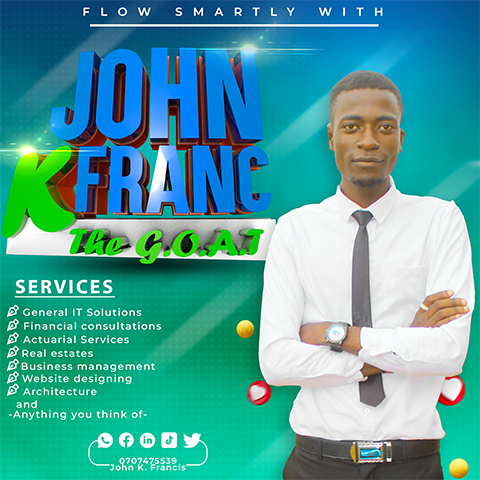 FLOW SMARTLY WITH
JOHN
K FRANC
The G.O.A.T
SERVICES
General IT Solutions
Financial consultations
Actuarial Services
Real estates
Business management
Website designing
Architecture
and
-Anything you think of-
0707475539
John K. Francis